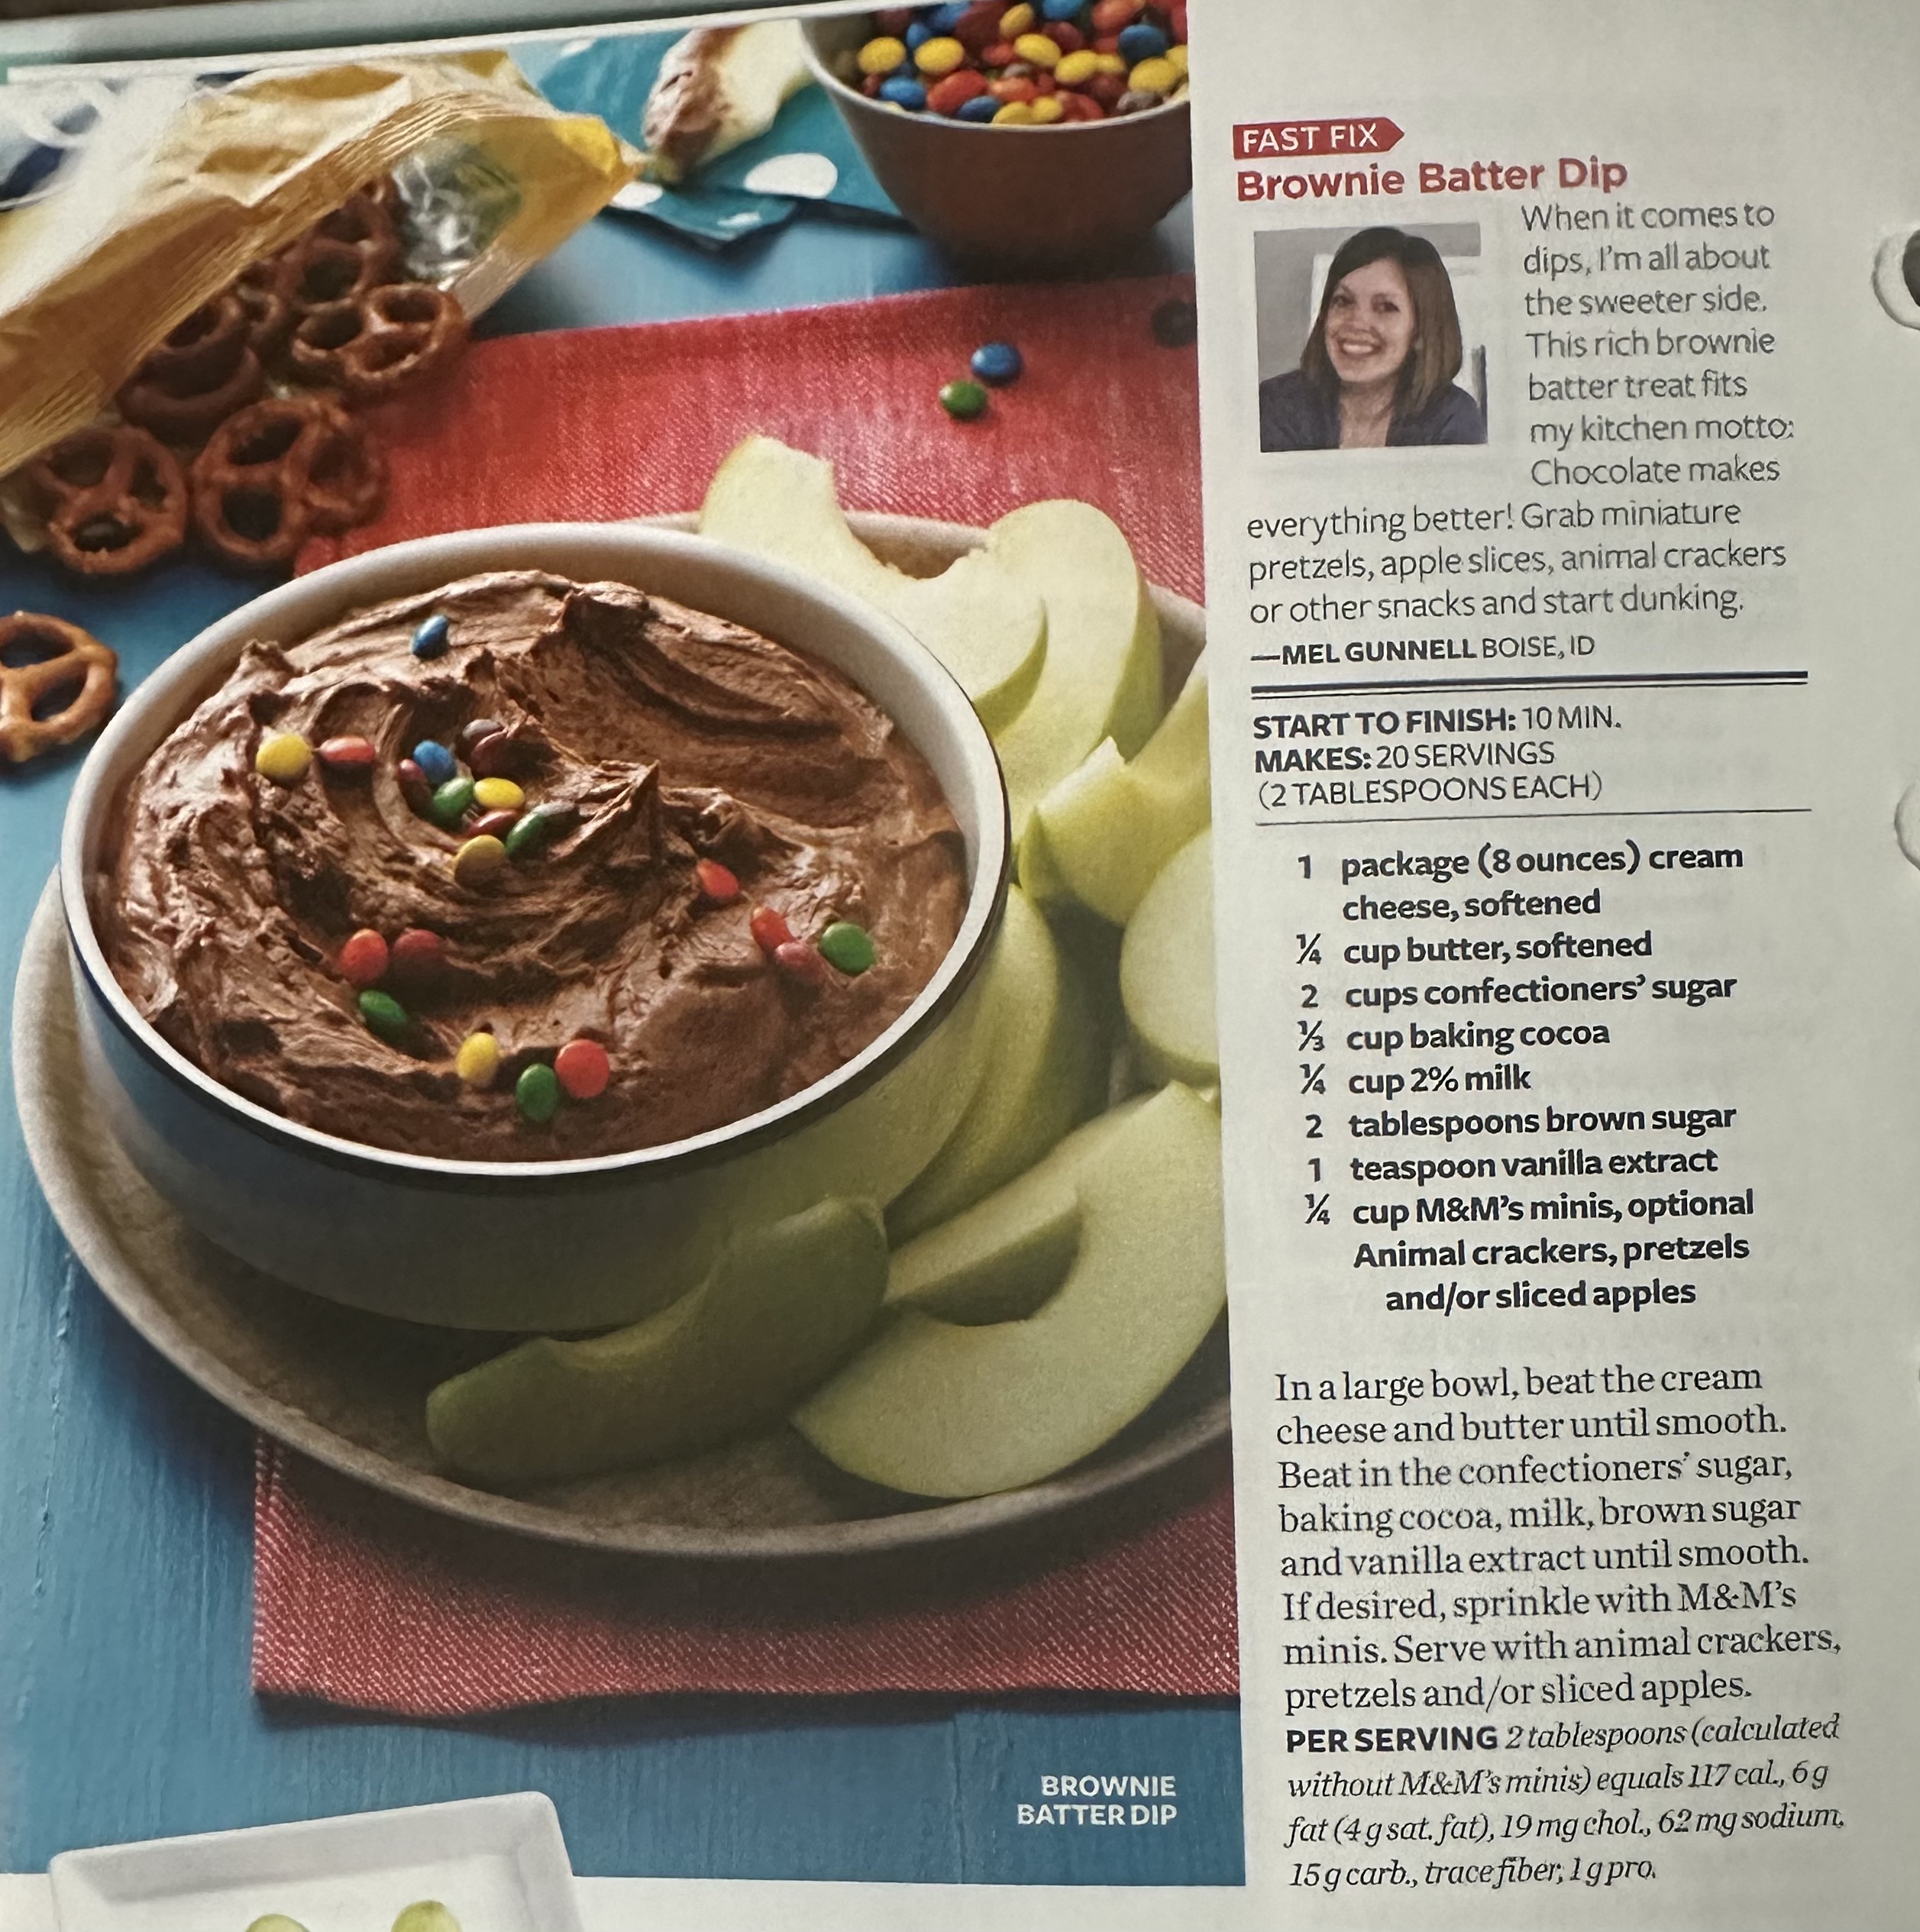 FAST FIX
Brownie Batter Dip
When it comes to
dips, I'm all about
the sweeter side.
This rich brownie
batter treat fits
my kitchen motto:
Chocolate makes
everything better! Grab miniature
pretzels, apple slices, animal crackers
or other snacks and start dunking.
—MEL GUNNELL BOISE, ID
START TO FINISH: 10 MIN.
MAKES: 20 SERVINGS
(2 TABLESPOONS EACH)
1 package (8 ounces) cream
cheese, softened
¼ cup butter, softened
2 cups confectioners' sugar
⅓ cup baking cocoa
¼ cup 2% milk
2 tablespoons brown sugar
1 teaspoon vanilla extract
¼ cup M&M's minis, optional
Animal crackers, pretzels
and/or sliced apples
In a large bowl, beat the cream
cheese and butter until smooth.
Beat in the confectioners' sugar,
baking cocoa, milk, brown sugar
and vanilla extract until smooth.
If desired, sprinkle with M&M's
minis. Serve with animal crackers,
pretzels and/or sliced apples.
PER SERVING 2 tablespoons (calculated
without M&M's minis) equals 117 cal., 6 g
fat (4 g sat. fat), 19 mg chol., 62 mg sodium,
15 g carb., trace fiber, 1 g pro.
BROWNIE
BATTER DIP